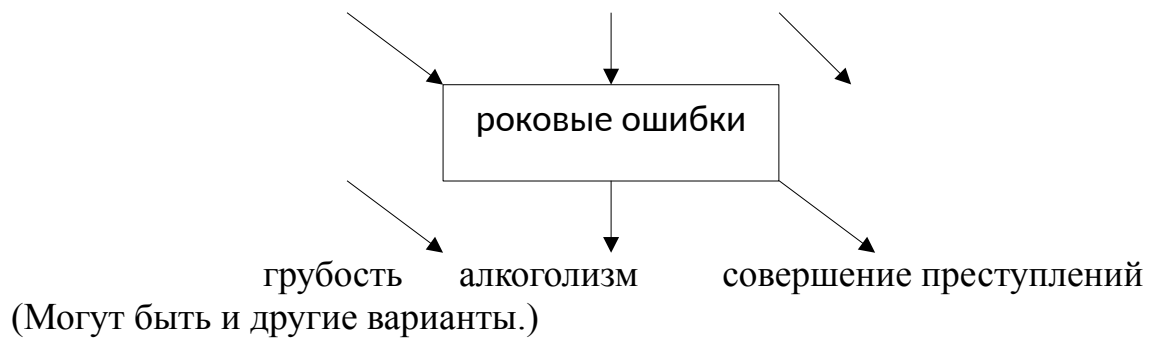 роковые ошибки
грубость алкоголизм совершение преступлений
(Могут быть и другие варианты.)